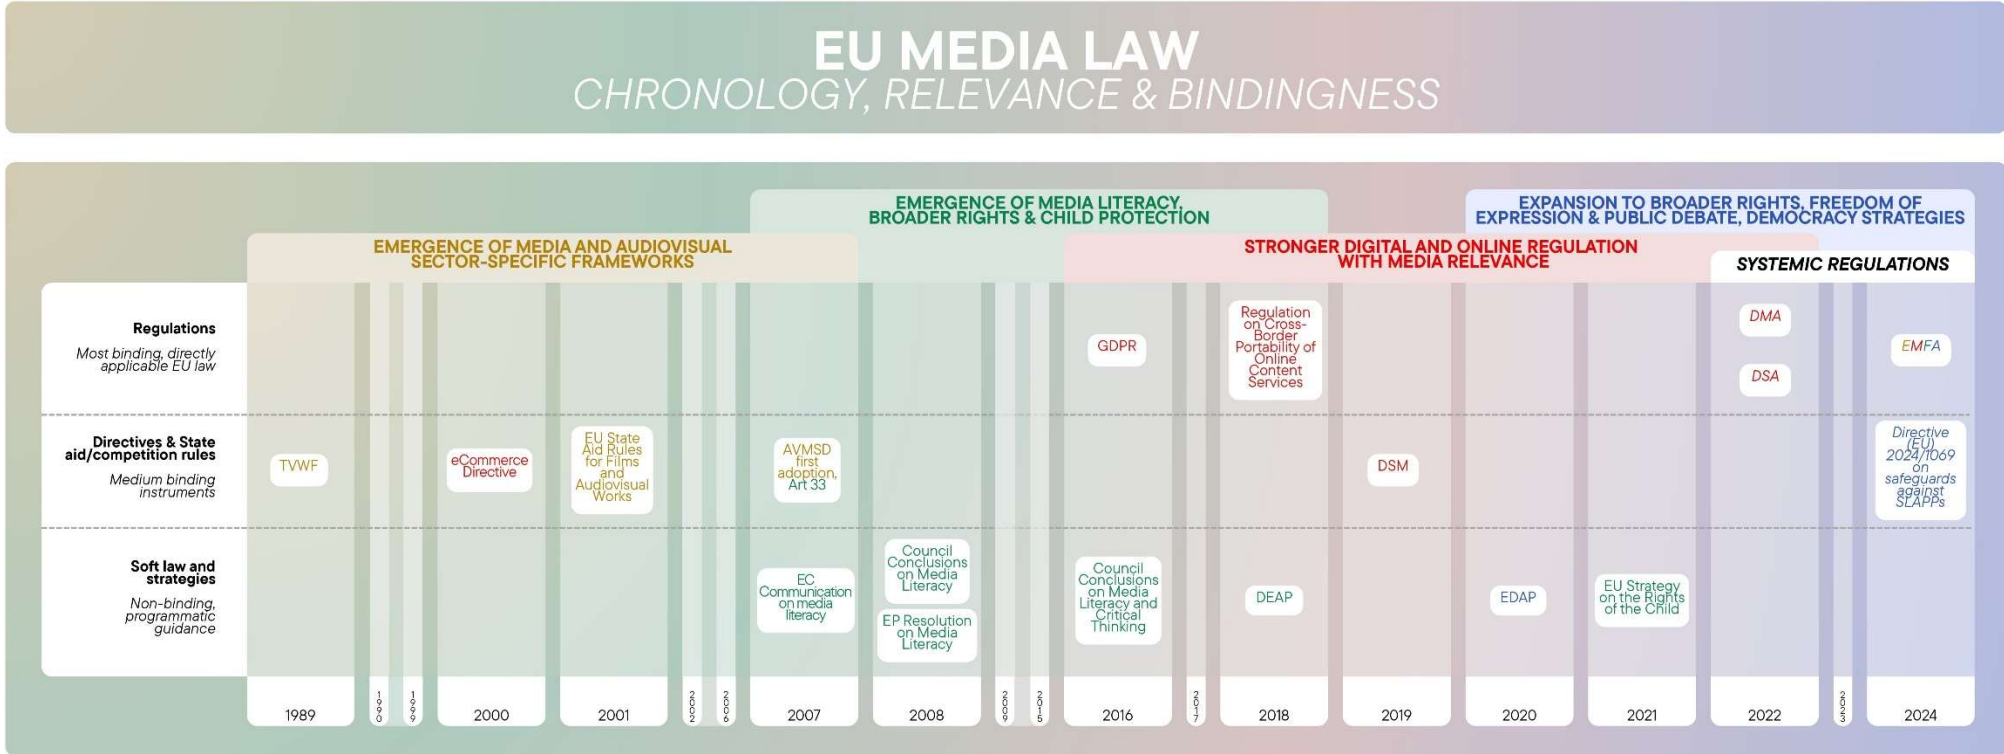 EU MEDIA LAW
CHRONOLOGY, RELEVANCE & BINDINGNESS
EMERGENCE OF MEDIA LITERACY,
BROADER RIGHTS & CHILD PROTECTION
EXPANSION TO BROADER RIGHTS, FREEDOM OF
EXPRESSION & PUBLIC DEBATE, DEMOCRACY STRATEGIES
EMERGENCE OF MEDIA AND AUDIOVISUAL
SECTOR-SPECIFIC FRAMEWORKS
STRONGER DIGITAL AND ONLINE REGULATION
WITH MEDIA RELEVANCE
SYSTEMIC REGULATIONS
Regulations
Most binding, directly
applicable EU law
GDPR
Regulation
on Cross-
Border
Portability of
Online
Content
Services
DMA
DSA
EMFA
Directives & State
aid/competition rules
Medium binding
instruments
TVWF
eCommerce
Directive
EU State
Aid Rules
for Films
and
Audiovisual
Works
AVMSD
first
adoption,
Art 33
DSM
Directive
(EU)
2024/1069
on
safeguards
against
SLAPPs
Soft law and
strategies
Non-binding,
programmatic
guidance
EC
Communication
on media
literacy
Council
Conclusions
on Media
Literacy
EP Resolution
on Media
Literacy
Council
Conclusions
on Media
Literacy and
Critical
Thinking
DEAP
EDAP
EU Strategy
on the Rights
of the Child
1989
1990
1999
2000
2001
2002
2006
2007
2008
2009
2015
2016
2017
2018
2019
2020
2021
2022
2023
2024